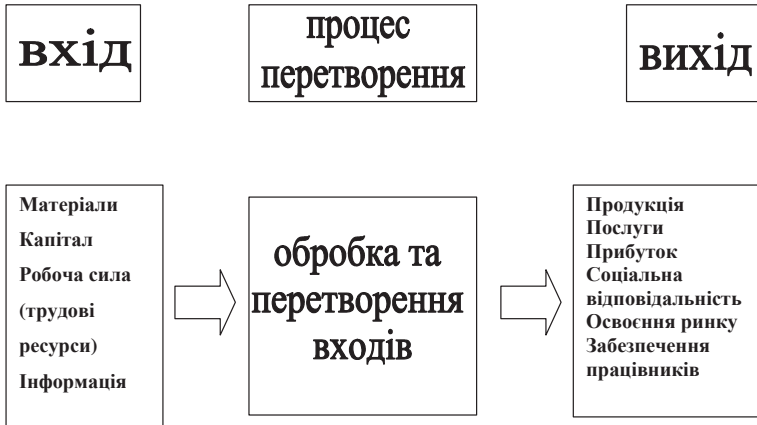 вхід
процес
перетворення
вихід
Матеріали
Капітал
Робоча сила
(трудові
ресурси)
Інформація
обробка та
перетворення
входів
Продукція
Послуги
Прибуток
Соціальна
відповідальність
Освоєння ринку
Забезпечення
працівників